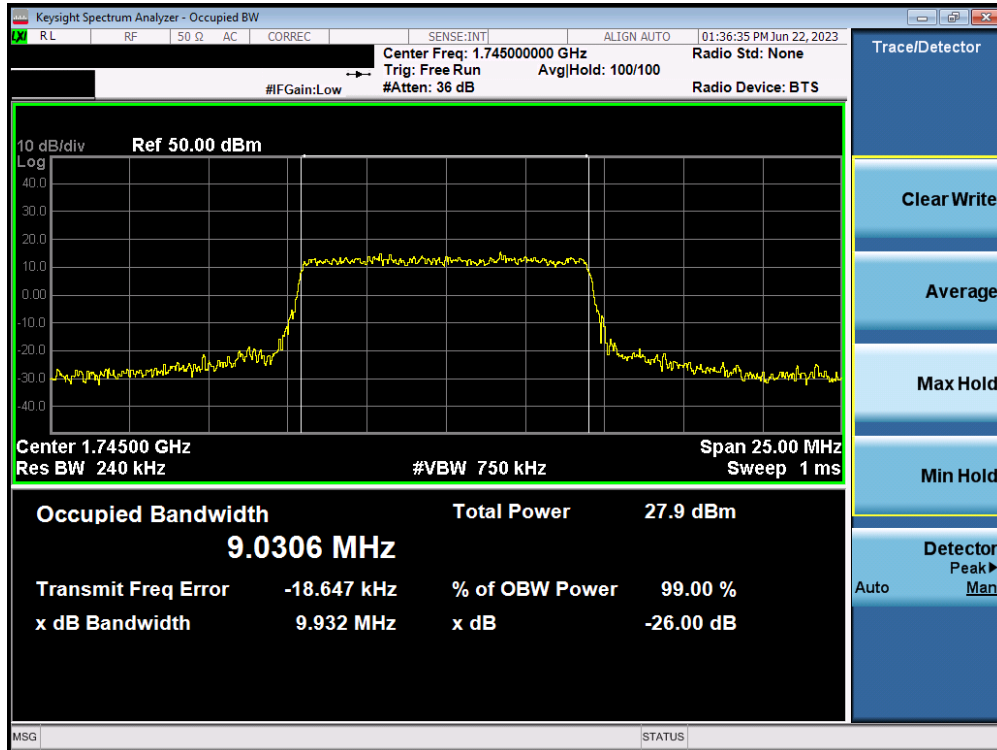 Keysight Spectrum Analyzer - Occupied BW
LXI RL RF 50 Ω AC CORREC SENSE:INT ALIGN AUTO 01:36:35 PM Jun 22, 2023
Center Freq: 1.745000000 GHz Radio Std: None
Trig: Free Run Avg|Hold: 100/100
#IFGain:Low #Atten: 36 dB Radio Device: BTS
10 dB/div Ref 50.00 dBm
Log
40.0
30.0
20.0
10.0
0.00
-10.0
-20.0
-30.0
-40.0
Center 1.74500 GHz Span 25.00 MHz
Res BW 240 kHz #VBW 750 kHz Sweep 1 ms
Occupied Bandwidth Total Power 27.9 dBm
9.0306 MHz
Transmit Freq Error -18.647 kHz % of OBW Power 99.00 %
x dB Bandwidth 9.932 MHz x dB -26.00 dB
MSG STATUS
Trace/Detector
Clear Write
Average
Max Hold
Min Hold
Detector
Peak▶
Auto Man